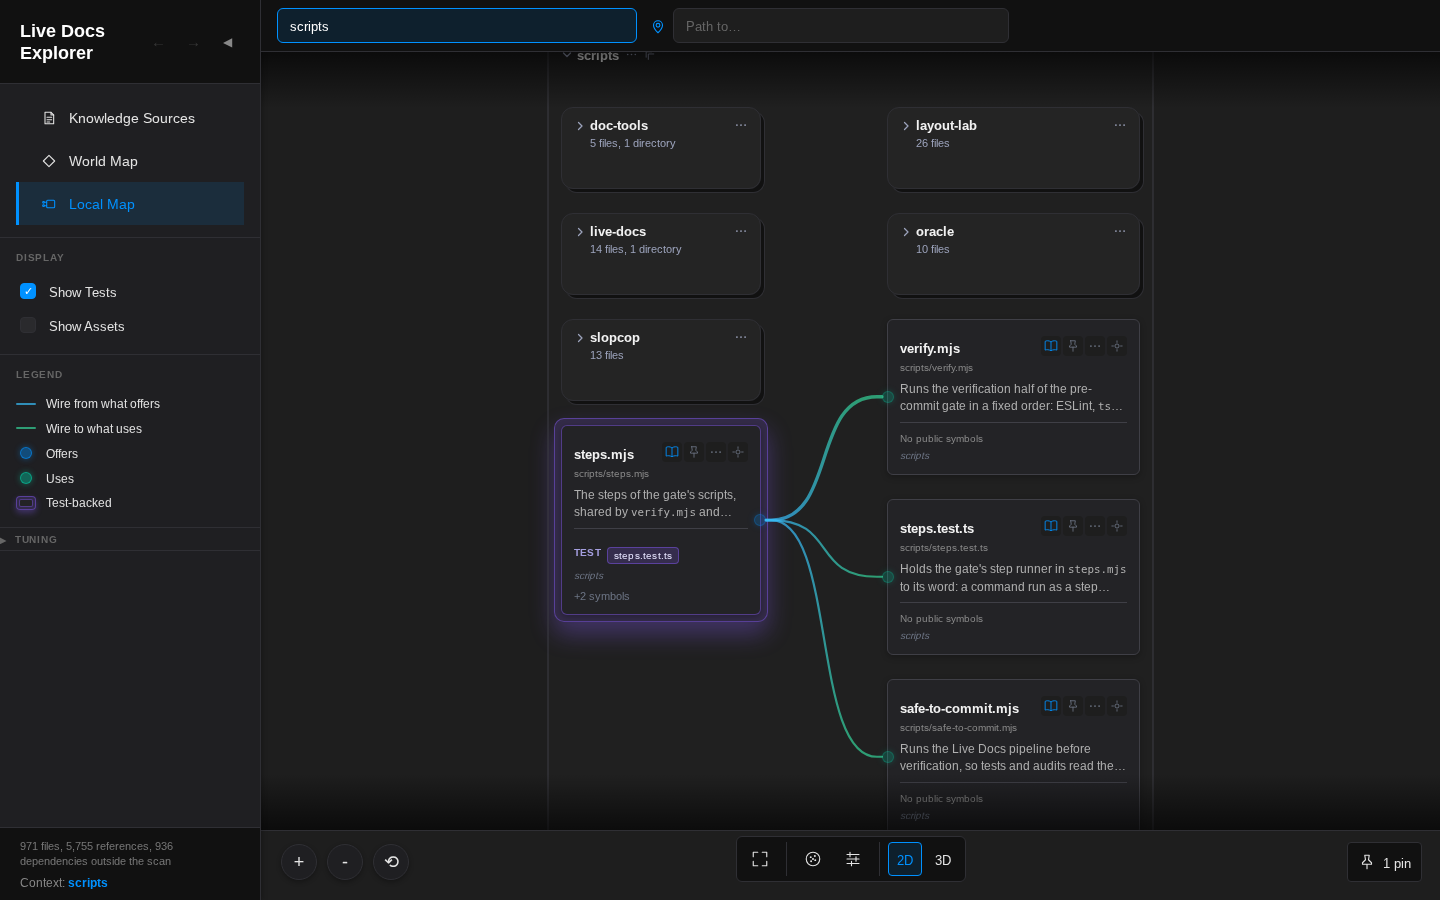 Live Docs
Explorer
scripts
Path to...
Knowledge Sources
World Map
Local Map
DISPLAY
Show Tests
Show Assets
LEGEND
Wire from what offers
Wire to what uses
Offers
Uses
Test-backed
TUNING
971 files, 5,755 references, 936
dependencies outside the scan
Context: scripts
scripts
doc-tools
5 files, 1 directory
layout-lab
26 files
live-docs
14 files, 1 directory
oracle
10 files
slopcop
13 files
verify.mjs
scripts/verify.mjs
Runs the verification half of the pre-
commit gate in a fixed order: ESLint, ts…
No public symbols
scripts
steps.mjs
scripts/steps.mjs
The steps of the gate's scripts,
shared by verify.mjs and…
TEST steps.test.ts
scripts
+2 symbols
steps.test.ts
scripts/steps.test.ts
Holds the gate's step runner in steps.mjs
to its word: a command run as a step…
No public symbols
scripts
safe-to-commit.mjs
scripts/safe-to-commit.mjs
Runs the Live Docs pipeline before
verification, so tests and audits read the…
No public symbols
scripts
+ - ⟲
2D 3D
1 pin